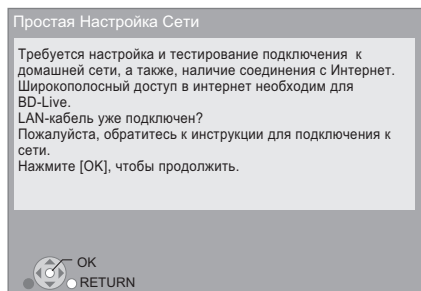 Простая Настройка Сети
Требуется настройка и тестирование подключения к
домашней сети, а также, наличие соединения с Интернет.
Широкополосный доступ в интернет необходим для
BD-Live.
LAN-кабель уже подключен?
Пожалуйста, обратитесь к инструкции для подключения к
сети.
Нажмите [OK], чтобы продолжить.
OK
RETURN